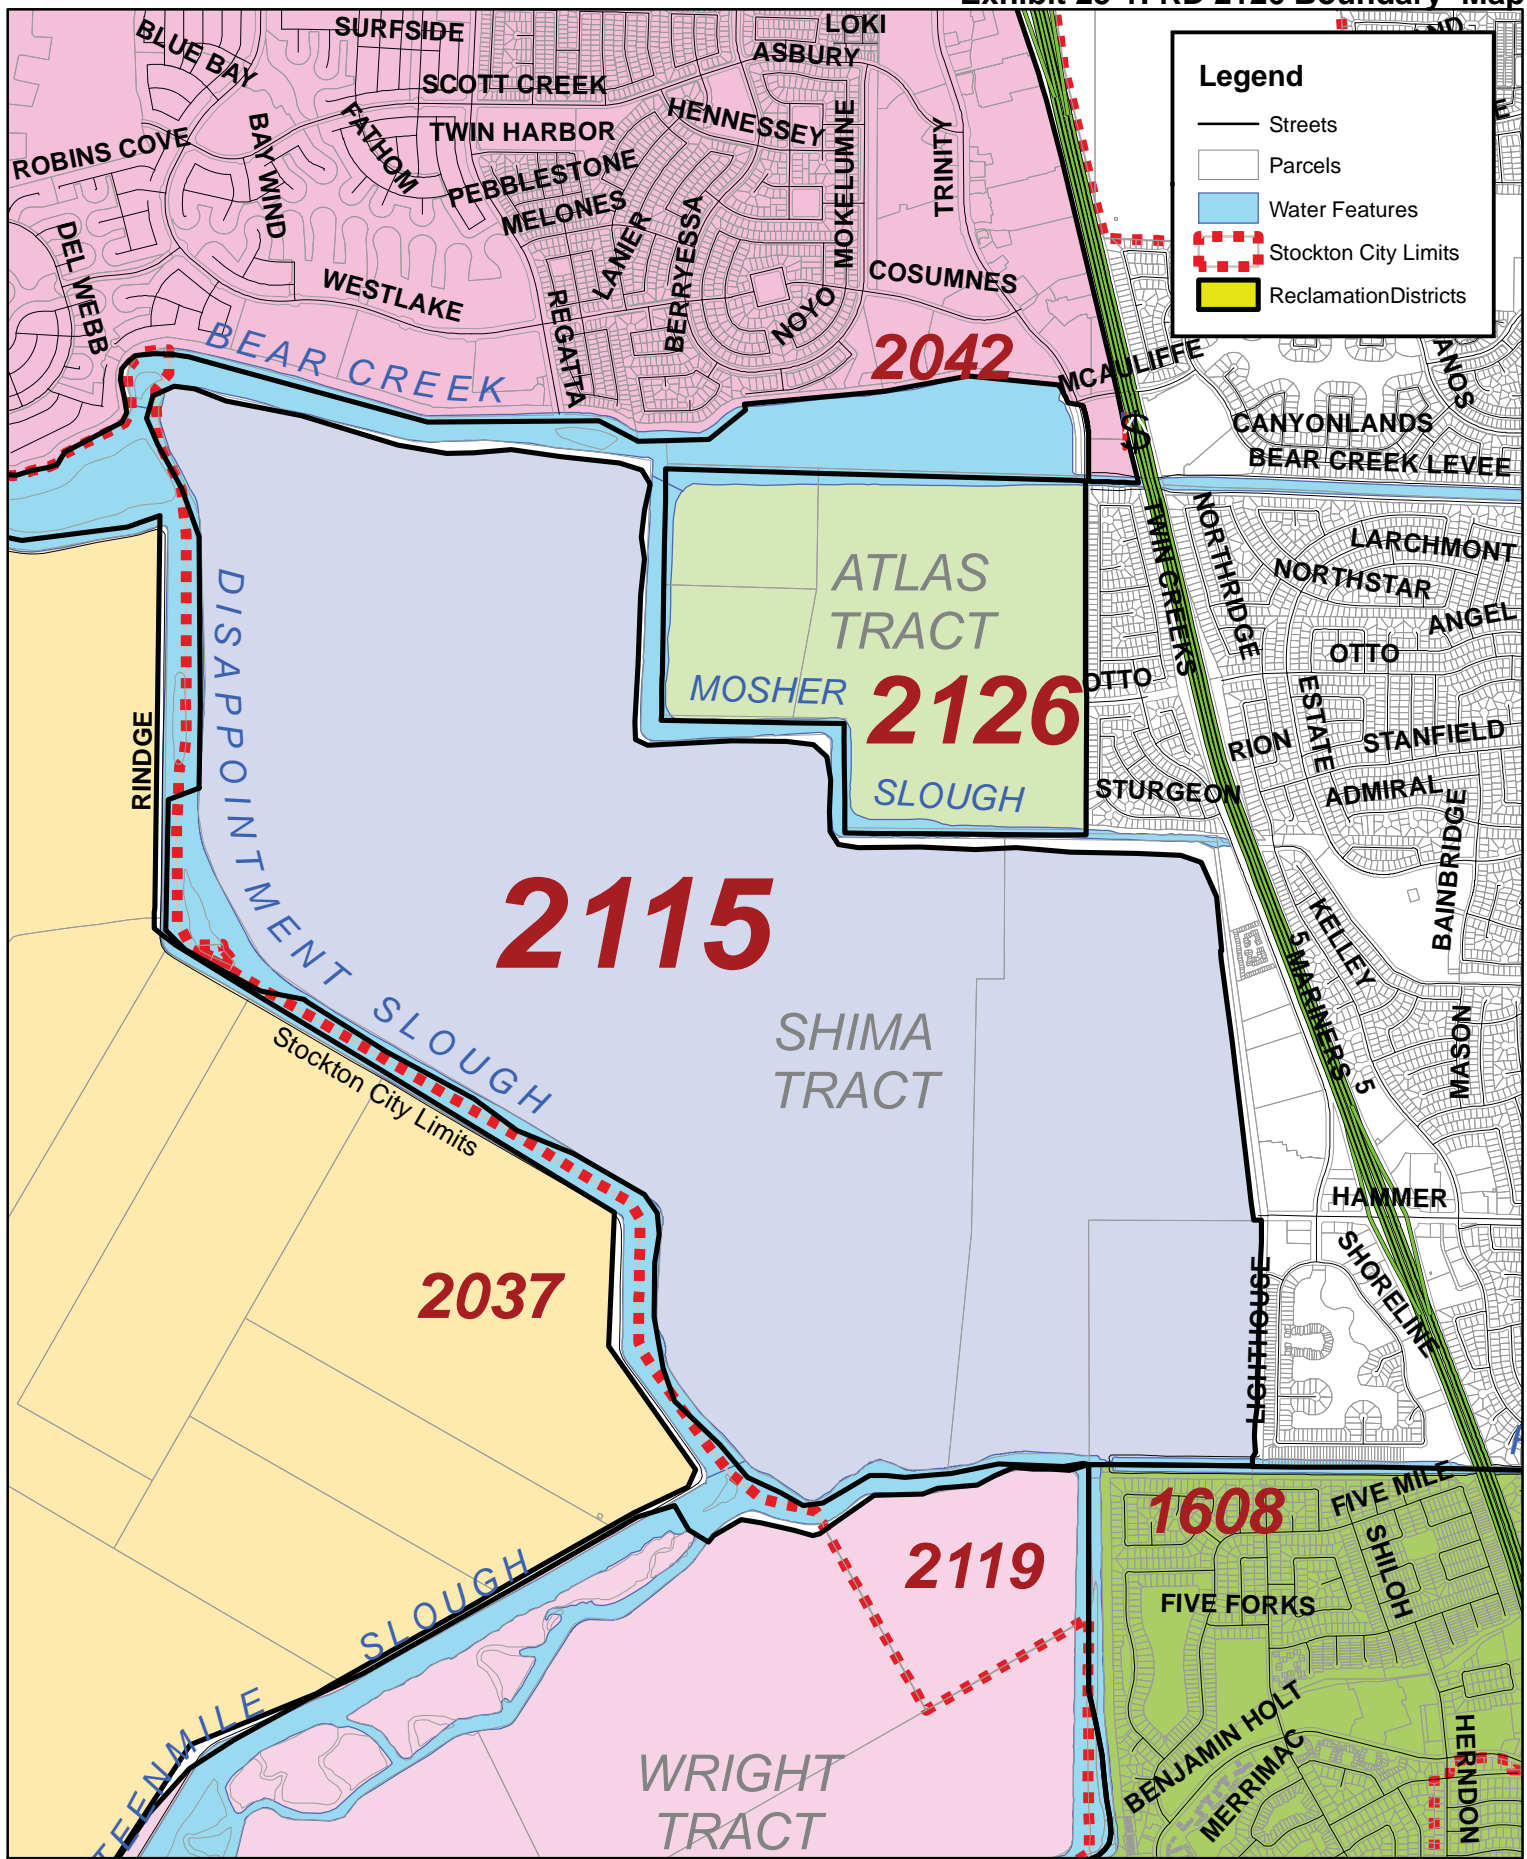 Legend
Streets
Parcels
Water Features
Stockton City Limits
ReclamationDistricts
BLUE BAY
SURFSIDE
LOKI
ASBURY
SCOTT CREEK
HENNESSEY
TWIN HARBOR
FATHOM
BAY WIND
ROBINS COVE
PEBBLESTONE
MELONES
LANIER
BERRYESSA
MOKELUMNE
TRINITY
DEL WEBB
WESTLAKE
REGATTA
NOYO
COSUMNES
BEAR CREEK
2042
MCAULIFFE
CANYONLANDS
BEAR CREEK LEVEE
TWIN CREEKS
NORTHRIDGE
LARCHMONT
NORTHSTAR
ANGEL
OTTO
OTTO
ESTATE
RION
STANFIELD
ADMIRAL
STURGEON
BAINBRIDGE
ATLAS
TRACT
MOSHER
2126
SLOUGH
DISAPPOINTMENT SLOUGH
RINDGE
2115
SHIMA
TRACT
KELLEY
5
MARINERS
5
MASON
Stockton City Limits
HAMMER
SHORELINE
LIGHTHOUSE
2037
1608
FIVE MILE
SHILOH
2119
FIVE FORKS
SLOUGH
BENJAMIN HOLT
MERRIMAC
HERNDON
WRIGHT
TRACT